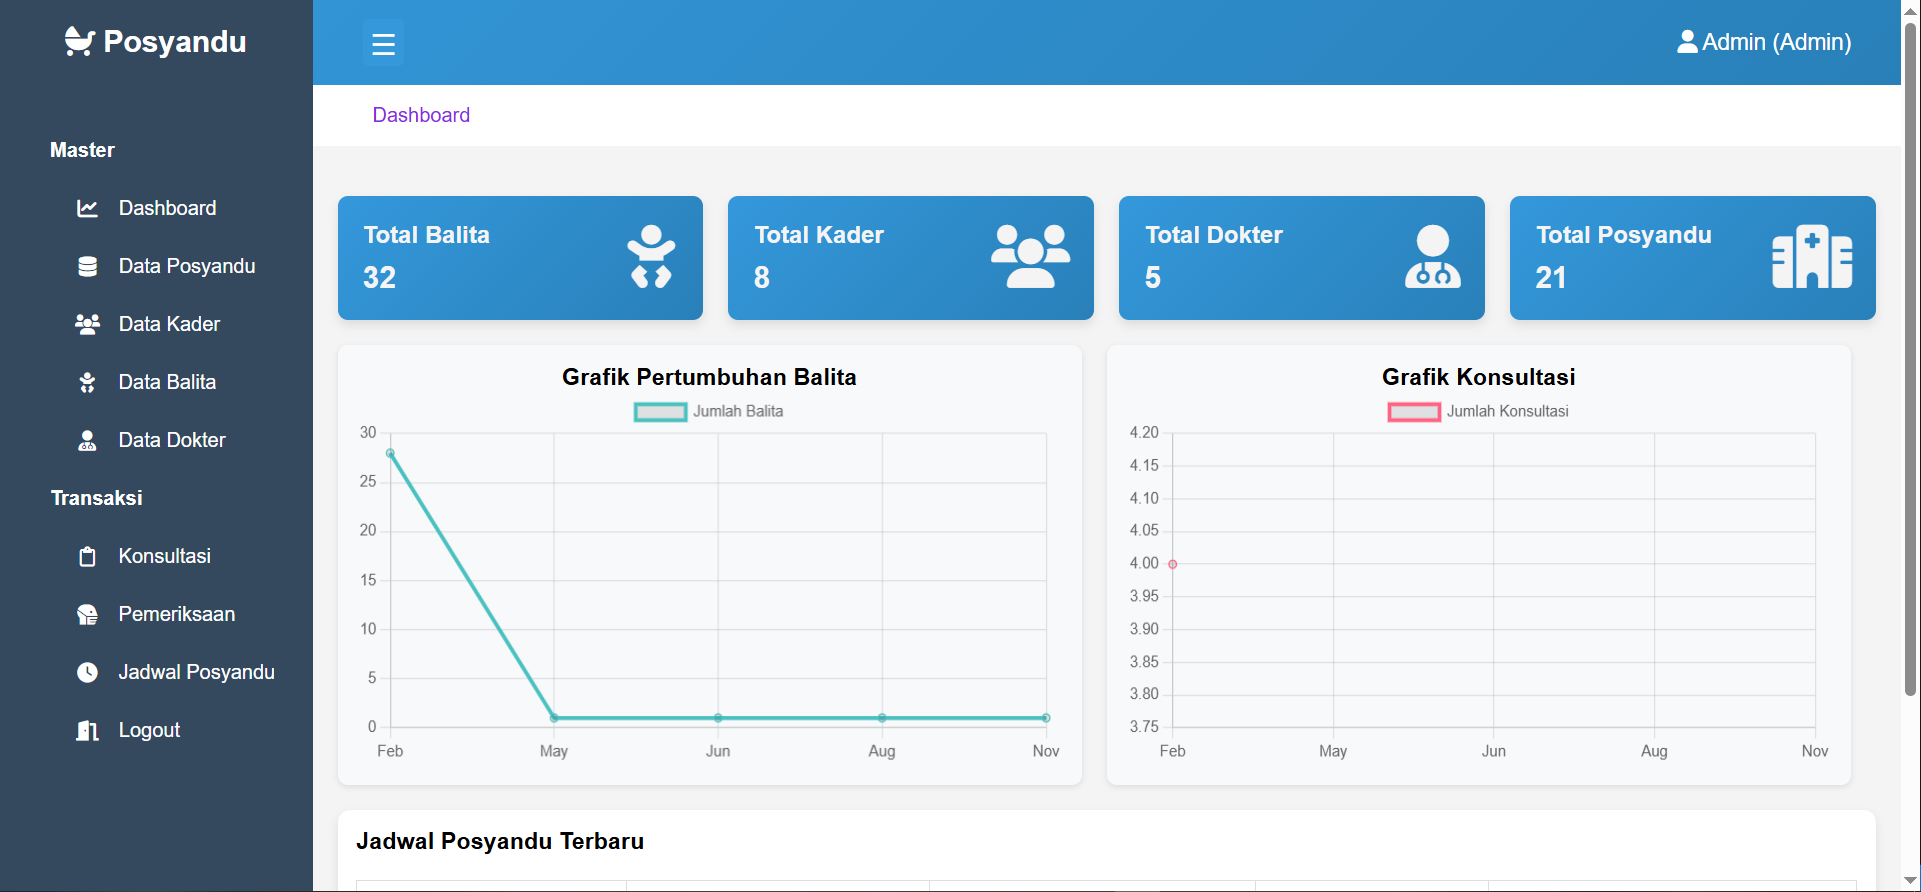 Posyandu
Admin (Admin)
Dashboard
Master
Dashboard
Data Posyandu
Data Kader
Data Balita
Data Dokter
Transaksi
Konsultasi
Pemeriksaan
Jadwal Posyandu
Logout
Total Balita
32
Total Kader
8
Total Dokter
5
Total Posyandu
21
Grafik Pertumbuhan Balita
Jumlah Balita
30
25
20
15
10
5
0
Feb May Jun Aug Nov
Grafik Konsultasi
Jumlah Konsultasi
4.20
4.15
4.10
4.05
4.00
3.95
3.90
3.85
3.80
3.75
Feb May Jun Aug Nov
Jadwal Posyandu Terbaru